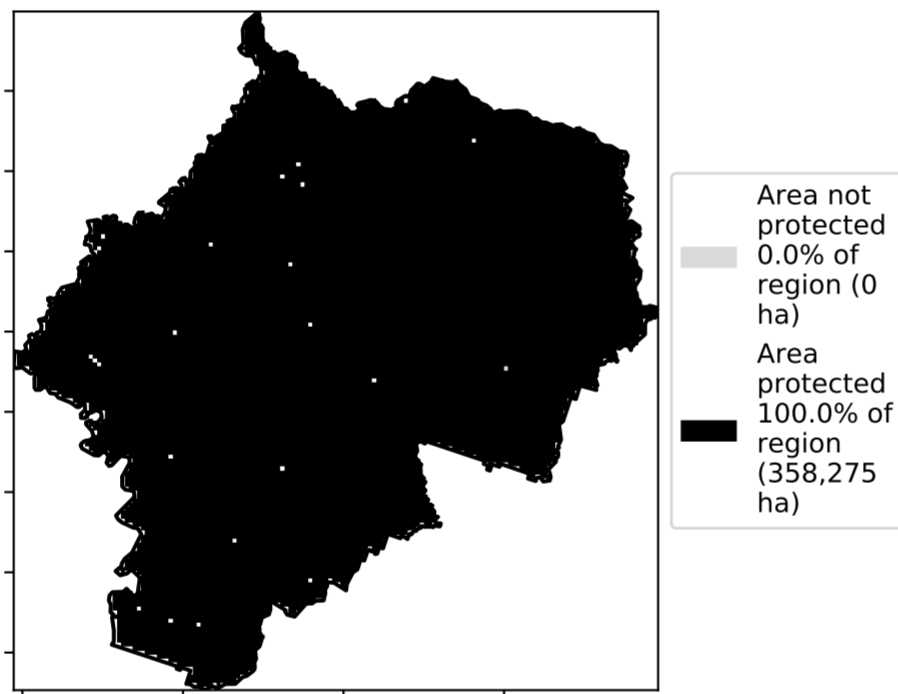 Area not
protected
0.0% of
region (0
ha)
Area
protected
100.0% of
region
(358,275
ha)